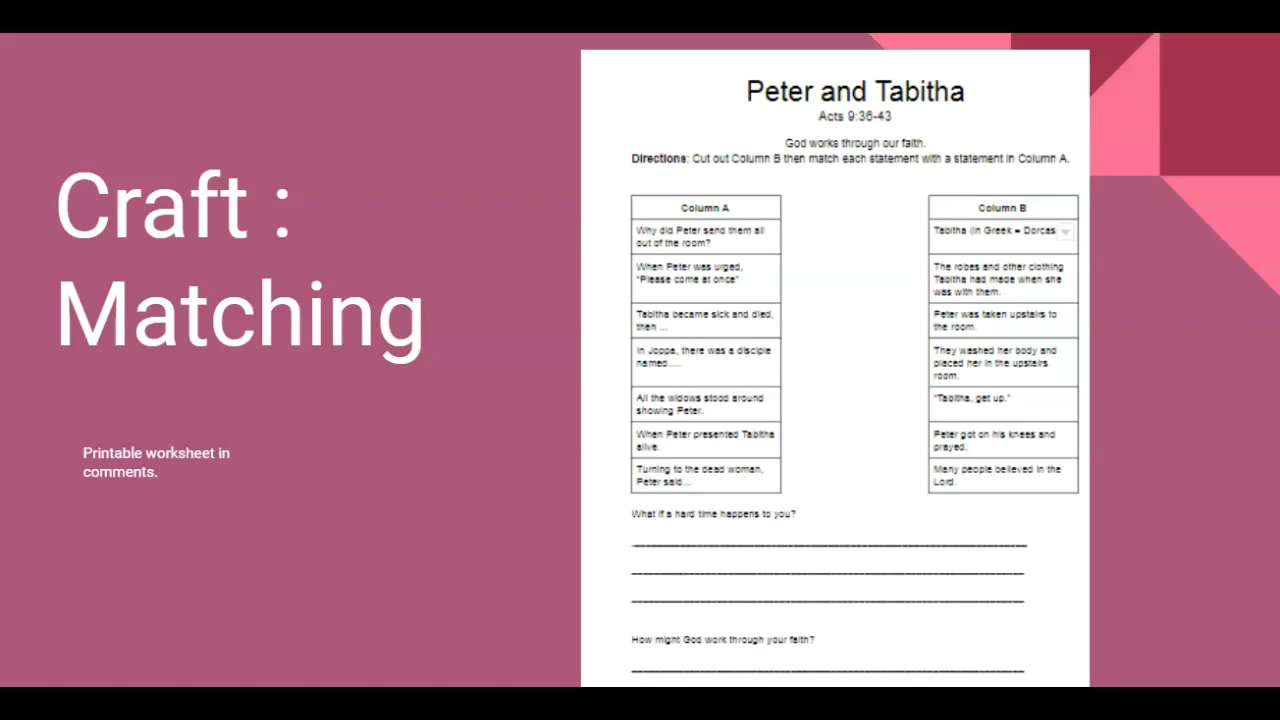 Craft :
Matching
Printable worksheet in
comments.
Peter and Tabitha
Acts 9:36-43
God works through our faith.
Directions: Cut out Column B then match each statement with a statement in Column A.
Column A
Why did Peter send them all
out of the room?
When Peter was urged,
"Please come at once"
Tabitha became sick and died,
then ...
In Joppa, there was a disciple
named.....
All the widows stood around
showing Peter.
When Peter presented Tabitha
alive.
Turning to the dead woman,
Peter said...
Column B
Tabitha (in Greek = Dorcas
The robes and other clothing
Tabitha had made when she
was with them.
Peter was taken upstairs to
the room.
They washed her body and
placed her in the upstairs
room.
"Tabitha, get up."
Peter got on his knees and
prayed.
Many people believed in the
Lord.
What if a hard time happens to you?
How might God work through your faith?